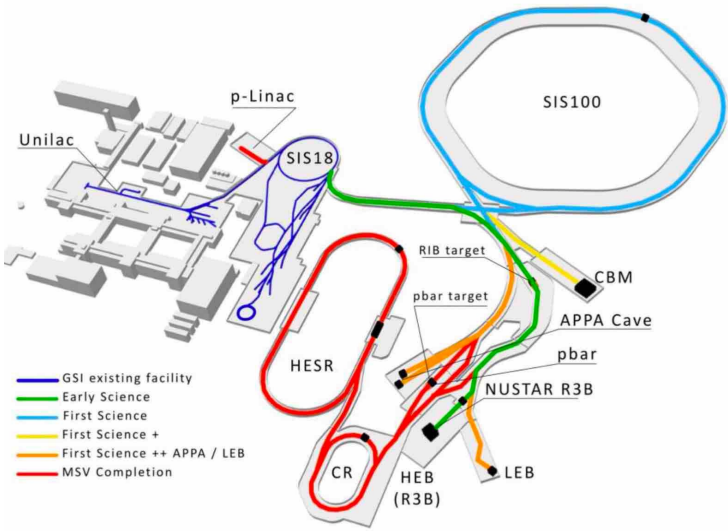 p-Linac
Unilac
SIS18
SIS100
RIB target
CBM
pbar target
APPA Cave
HESR
pbar
NUSTAR R3B
CR
HEB
(R3B)
LEB
GSI existing facility
Early Science
First Science
First Science +
First Science ++ APPA / LEB
MSV Completion